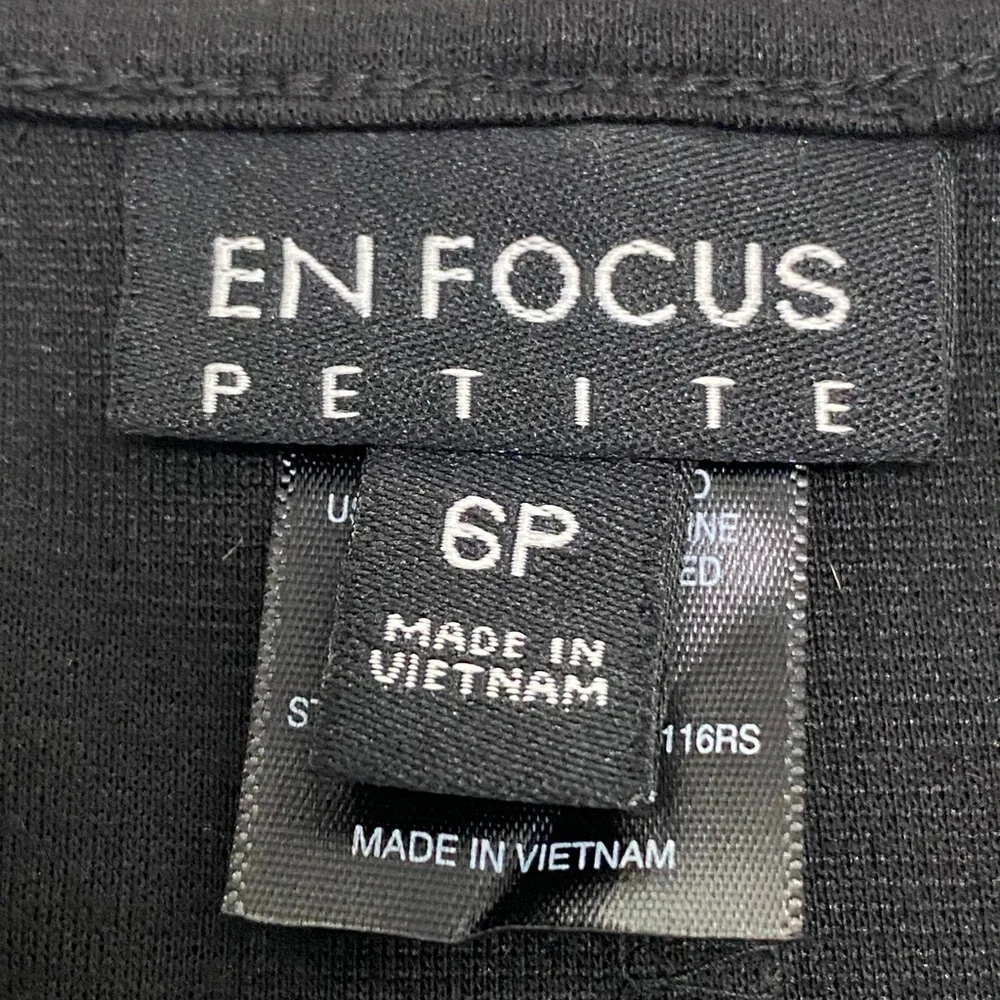 EN FOCUS
PETITE
6P
MADE IN
VIETNAM
116RS
MADE IN VIETNAM